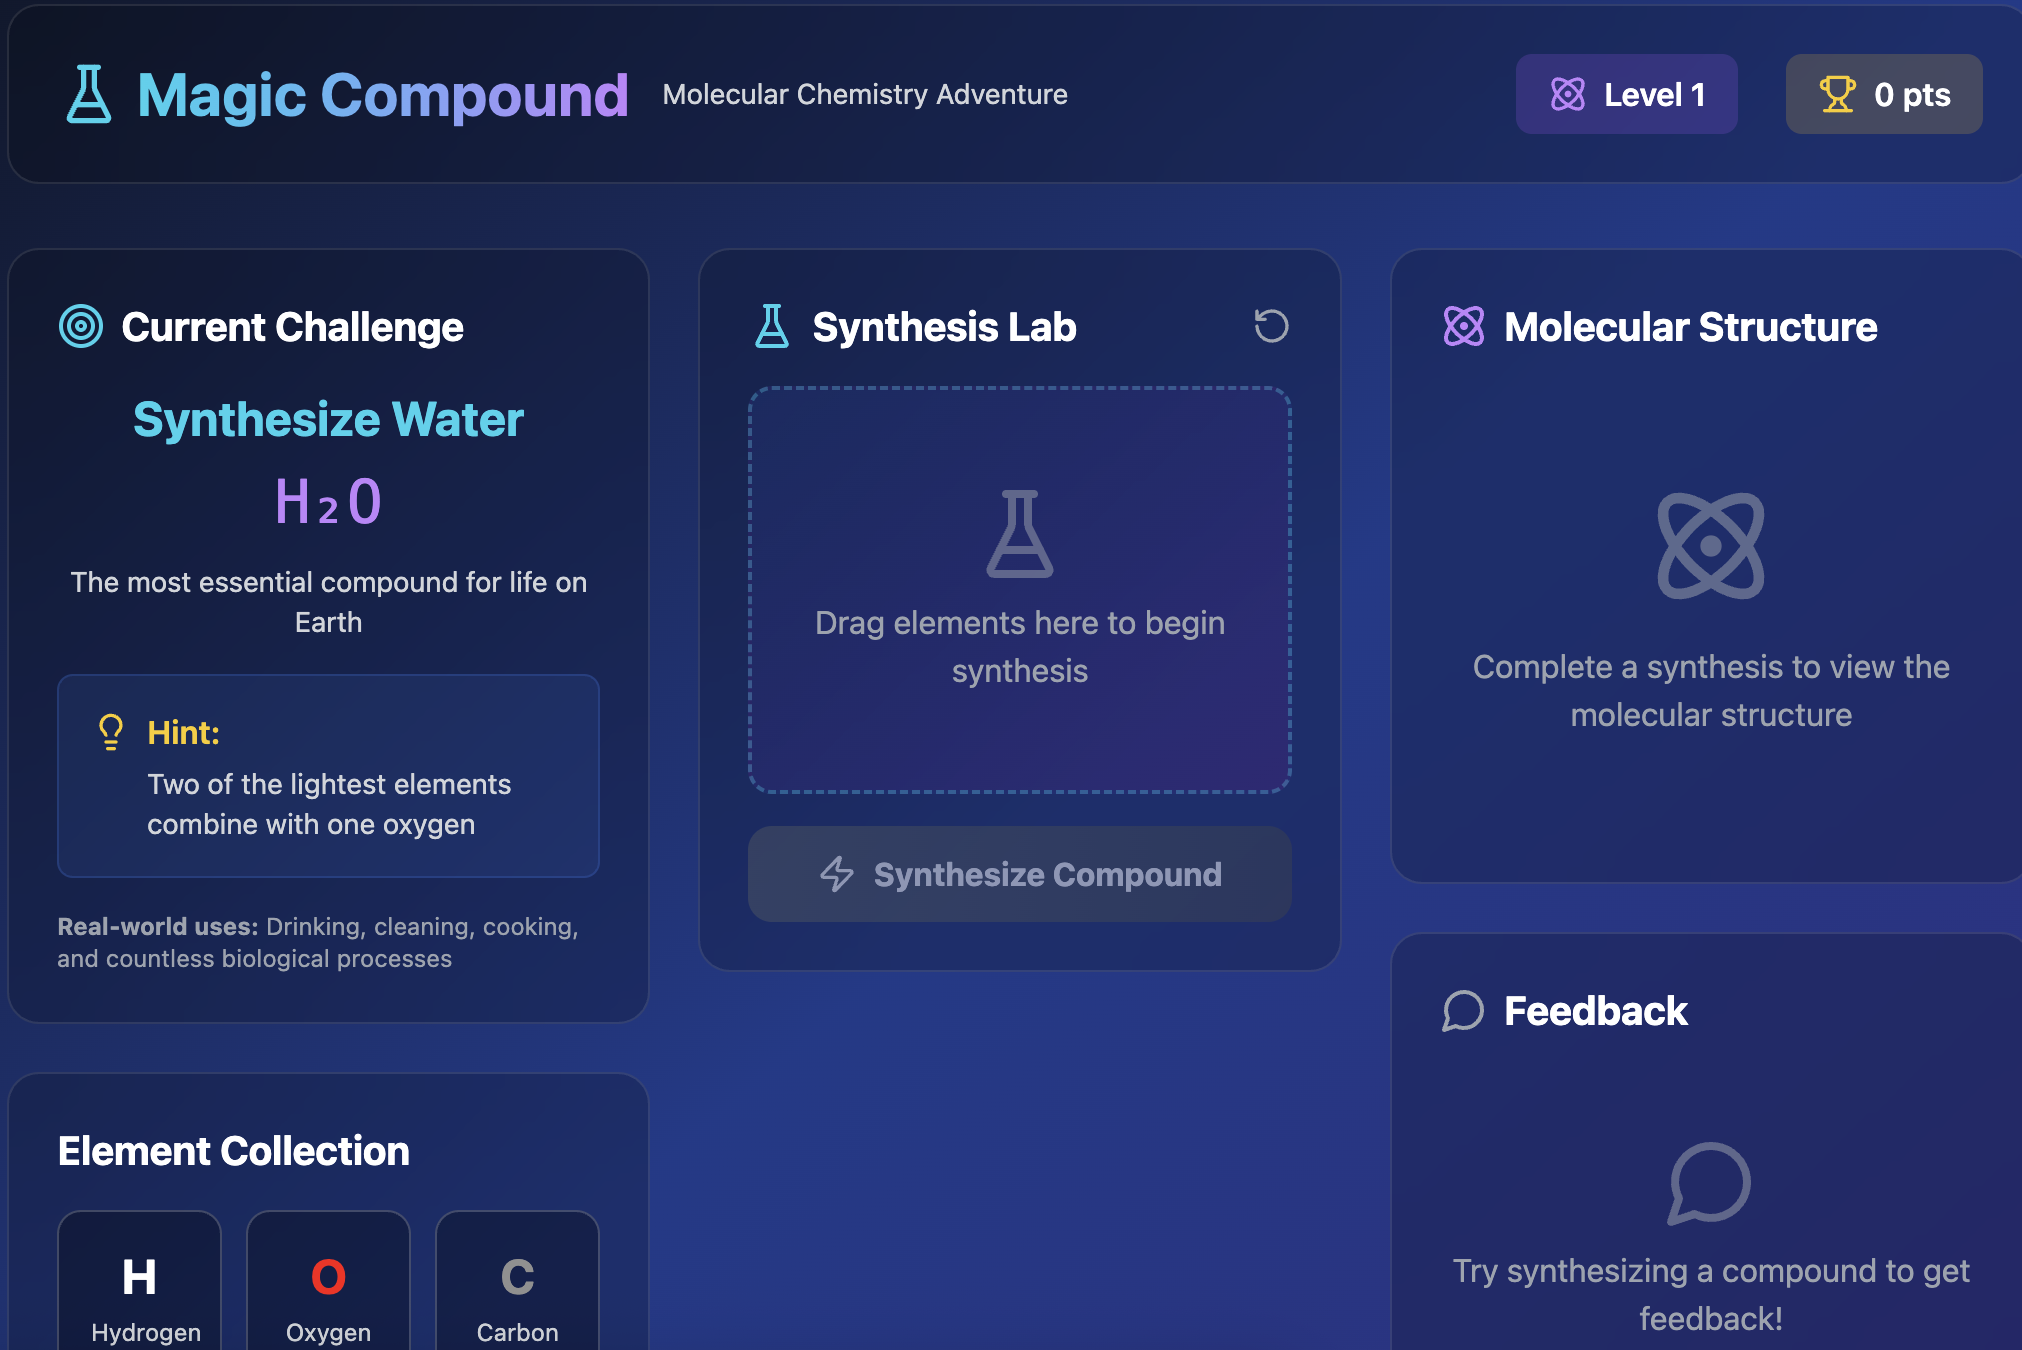 Magic Compound
Molecular Chemistry Adventure
Level 1
0 pts
Current Challenge
Synthesize Water
H₂O
The most essential compound for life on
Earth
Hint:
Two of the lightest elements
combine with one oxygen
Real-world uses: Drinking, cleaning, cooking,
and countless biological processes
Element Collection
H
Hydrogen
O
Oxygen
C
Carbon
Synthesis Lab
Drag elements here to begin
synthesis
Synthesize Compound
Molecular Structure
Complete a synthesis to view the
molecular structure
Feedback
Try synthesizing a compound to get
feedback!